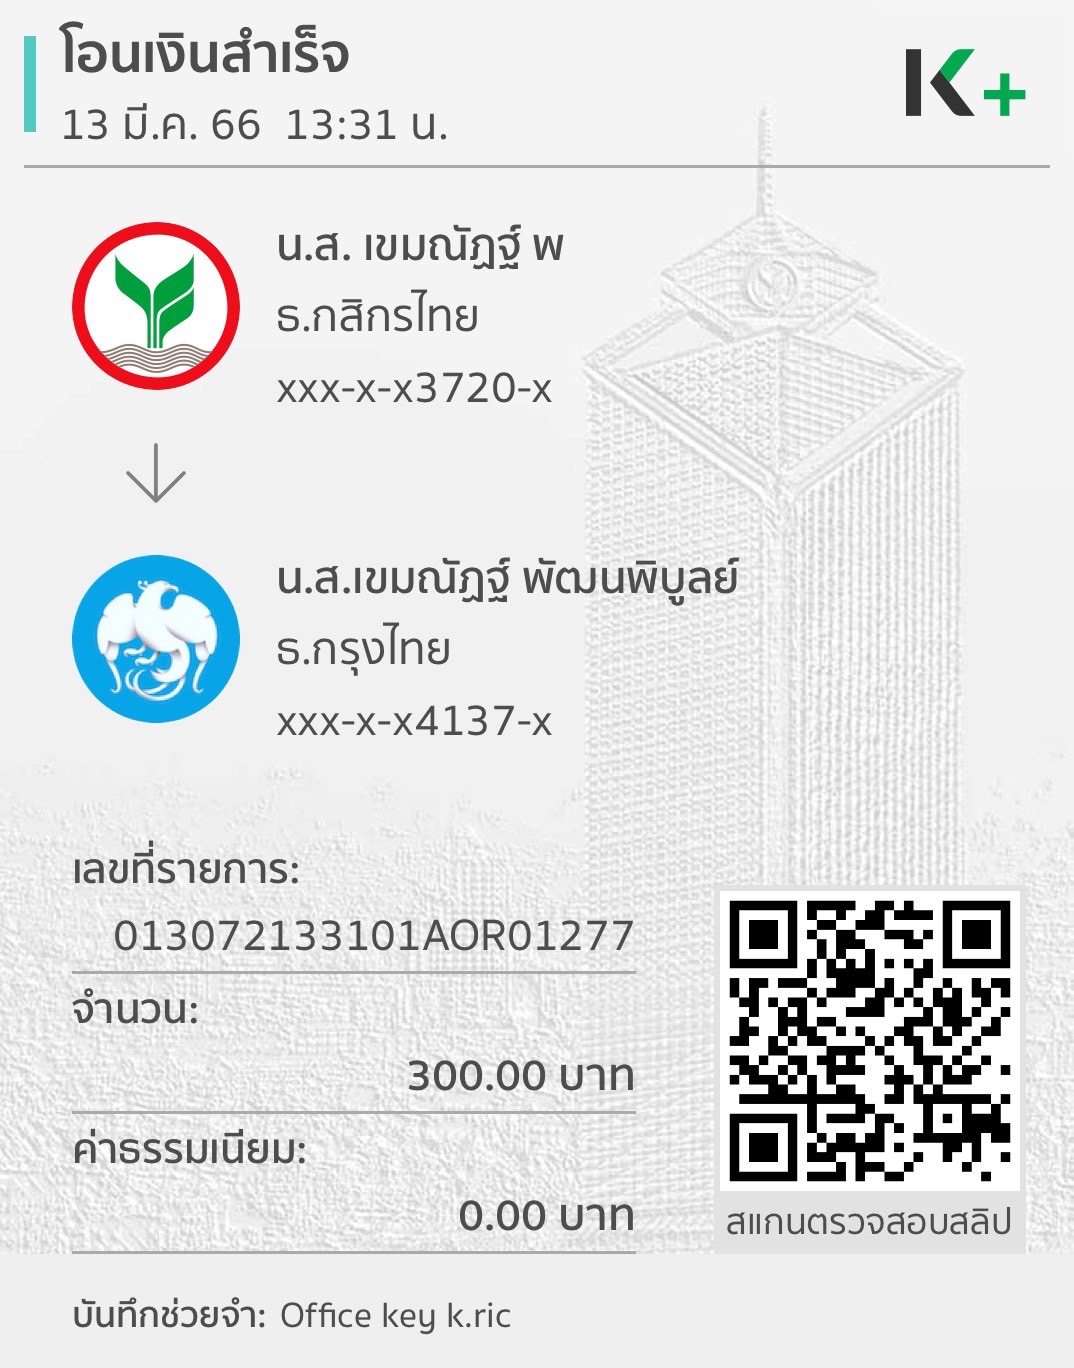 โอนเงินสำเร็จ
13 มี.ค. 66  13:31 น.
K+
น.ส. เขมณัฏฐ์ พ
ธ.กสิกรไทย
xxx-x-x3720-x
น.ส.เขมณัฏฐ์ พัฒนพิบูลย์
ธ.กรุงไทย
xxx-x-x4137-x
เลขที่รายการ:
013072133101AOR01277
จำนวน:
300.00 บาท
ค่าธรรมเนียม:
0.00 บาท
สแกนตรวจสอบสลิป
บันทึกช่วยจำ: Office key k.ric